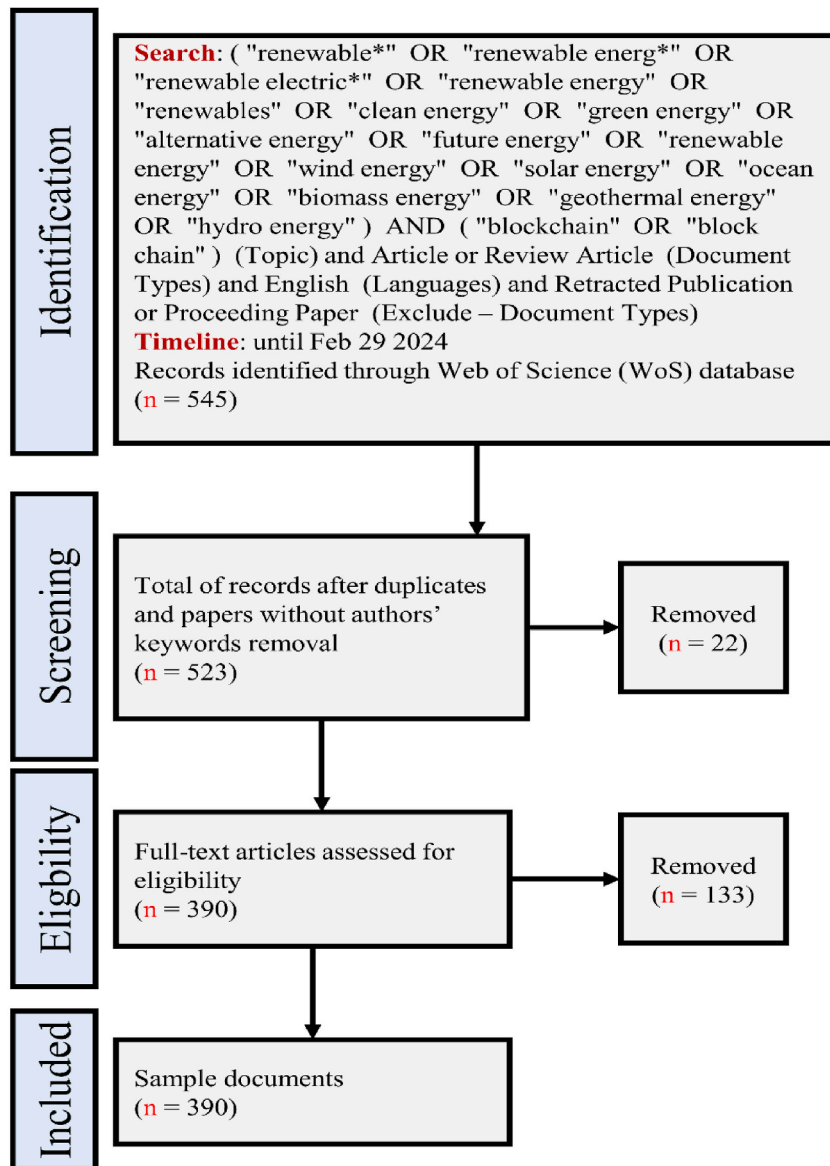 Identification
Search: ( "renewable*" OR "renewable energ*" OR
"renewable electric*" OR "renewable energy" OR
"renewables" OR "clean energy" OR "green energy" OR
"alternative energy" OR "future energy" OR "renewable
energy" OR "wind energy" OR "solar energy" OR "ocean
energy" OR "biomass energy" OR "geothermal energy"
OR "hydro energy" ) AND ( "blockchain" OR "block
chain" ) (Topic) and Article or Review Article (Document
Types) and English (Languages) and Retracted Publication
or Proceeding Paper (Exclude – Document Types)
Timeline: until Feb 29 2024
Records identified through Web of Science (WoS) database
(n = 545)
Screening
Total of records after duplicates
and papers without authors’
keywords removal
(n = 523)
Removed
(n = 22)
Eligbility
Full-text articles assessed for
eligibility
(n = 390)
Removed
(n = 133)
Included
Sample documents
(n = 390)